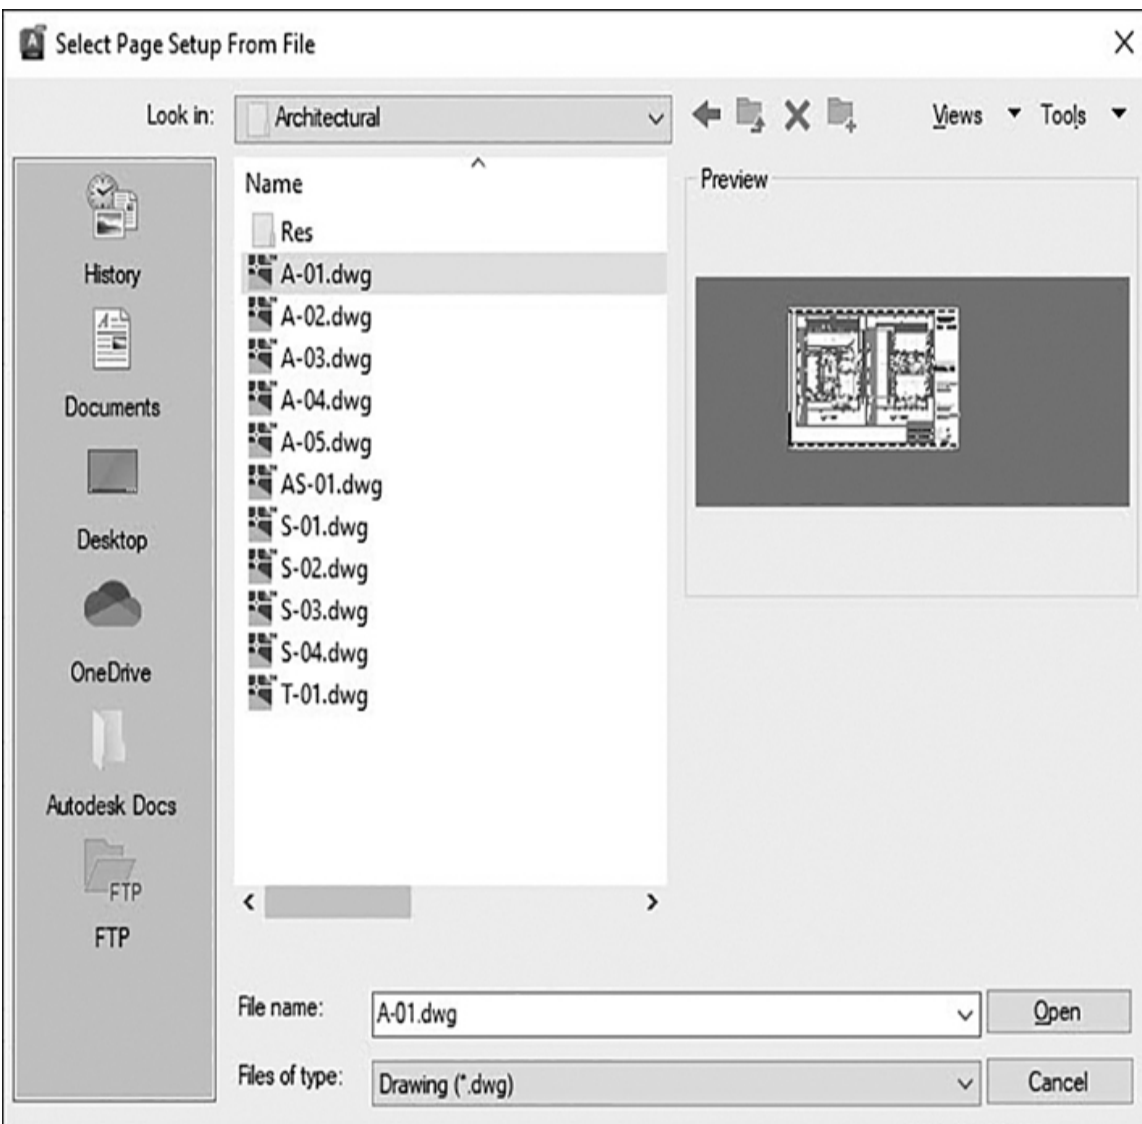 Select Page Setup From File
Look in:
Architectural
Views
Tools
History
Documents
Desktop
OneDrive
Autodesk Docs
FTP
FTP
Name
Res
A-01.dwg
A-02.dwg
A-03.dwg
A-04.dwg
A-05.dwg
AS-01.dwg
S-01.dwg
S-02.dwg
S-03.dwg
S-04.dwg
T-01.dwg
Preview
File name:
A-01.dwg
Open
Files of type:
Drawing (*.dwg)
Cancel